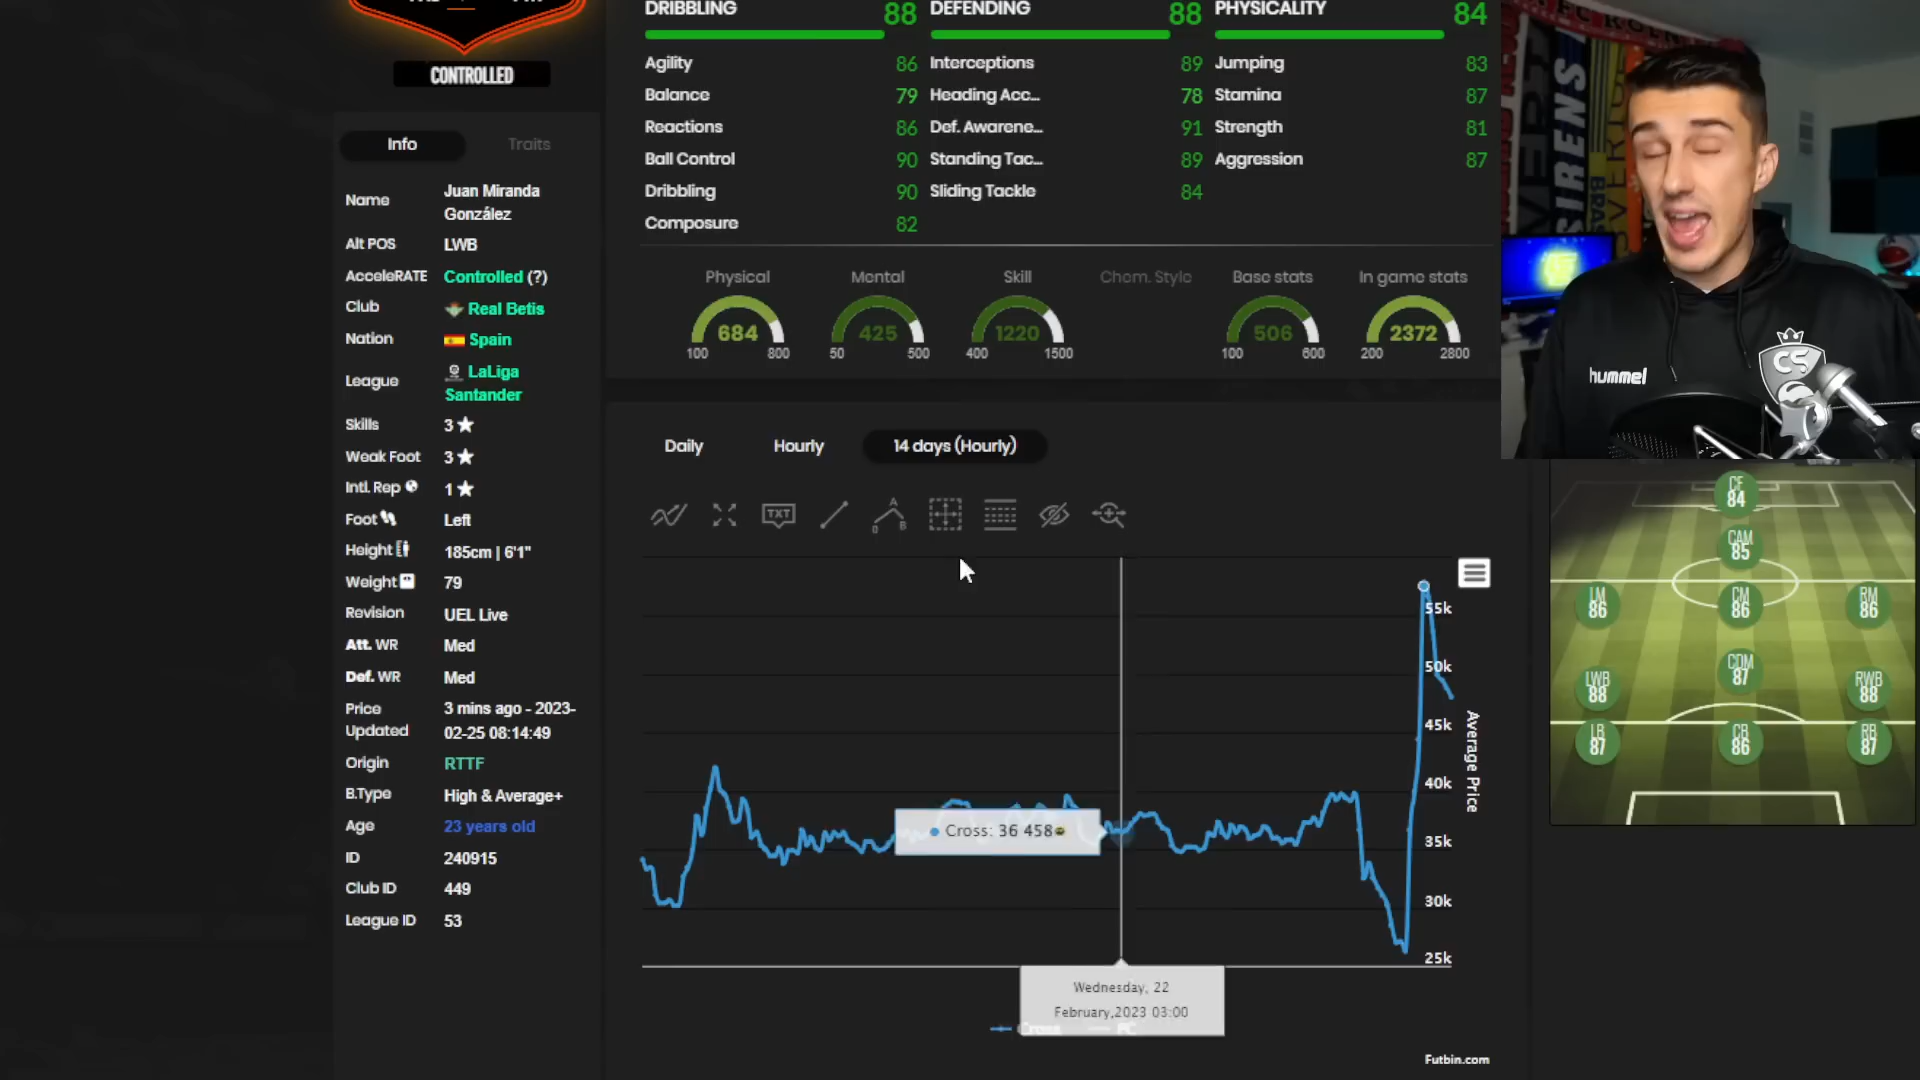 DRIBBLING 88 DEFENDING 88 PHYSICALITY 84
CONTROLLED
Agility 86 Interceptions 89 Jumping 83
Balance 79 Heading Acc... 78 Stamina 87
Reactions 86 Def. Awarene... 91 Strength 81
Ball Control 90 Standing Tac... 89 Aggression 87
Dribbling 90 Sliding Tackle 84
Composure 82
Info Traits
Name Juan Miranda González
Alt POS LWB
AcceleRATE Controlled (?)
Club Real Betis
Nation Spain
League LaLiga Santander
Skills 3
Weak Foot 3
Intl. Rep 1
Foot Left
Height 185cm | 6'1"
Weight 79
Revision UEL Live
Att. WR Med
Def. WR Med
Price Updated 3 mins ago - 2023-02-25 08:14:49
Origin RTTF
B.Type High & Average+
Age 23 years old
ID 240915
Club ID 449
League ID 53
Physical Mental Skill Chem. Style Base stats In game stats
684 425 1220 506 2372
100 800 50 500 400 1500 100 600 200 2800
Daily Hourly 14 days (Hourly)
TXT
A
0 B
55k
50k
45k
40k
35k
30k
25k
Average Price
Cross: 36 458
Wednesday, 22
February,2023 03:00
Cross PC
Futbin.com
SIRENS
hummel
CS
CF 84
CAM 85
LM 86 CM 86 RM 86
CDM 87
LWB 88 RWB 88
LB 87 CB 86 RB 87